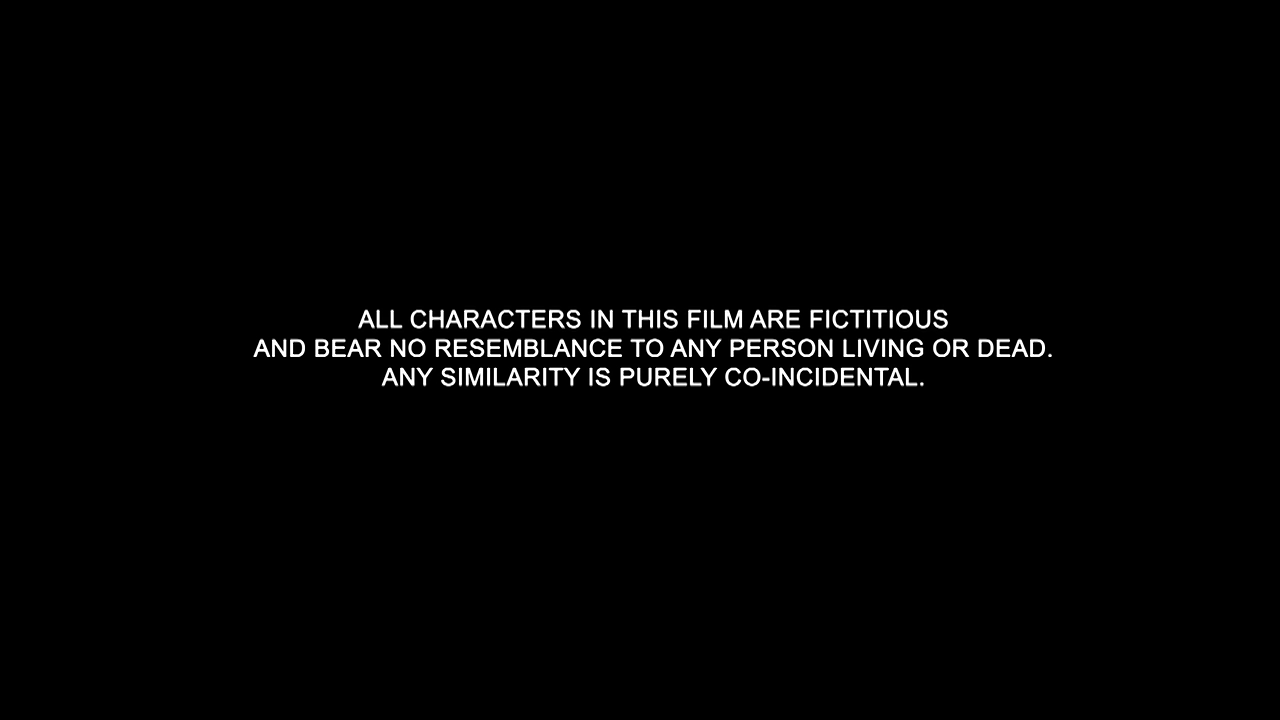 ALL CHARACTERS IN THIS FILM ARE FICTITIOUS
AND BEAR NO RESEMBLANCE TO ANY PERSON LIVING OR DEAD.
ANY SIMILARITY IS PURELY CO-INCIDENTAL.